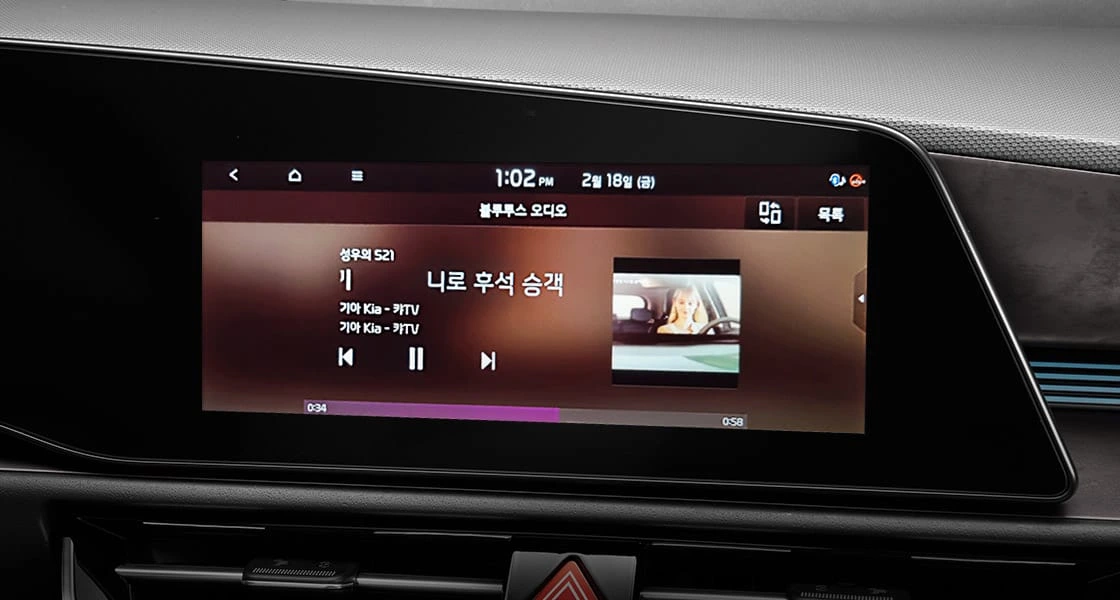 1:02 PM 2월 18일 (금)
블루투스 오디오
목록
성우의 S21
니로 후석 승객
기아 Kia - 캬TV
기아 Kia - 캬TV
0:34
0:58